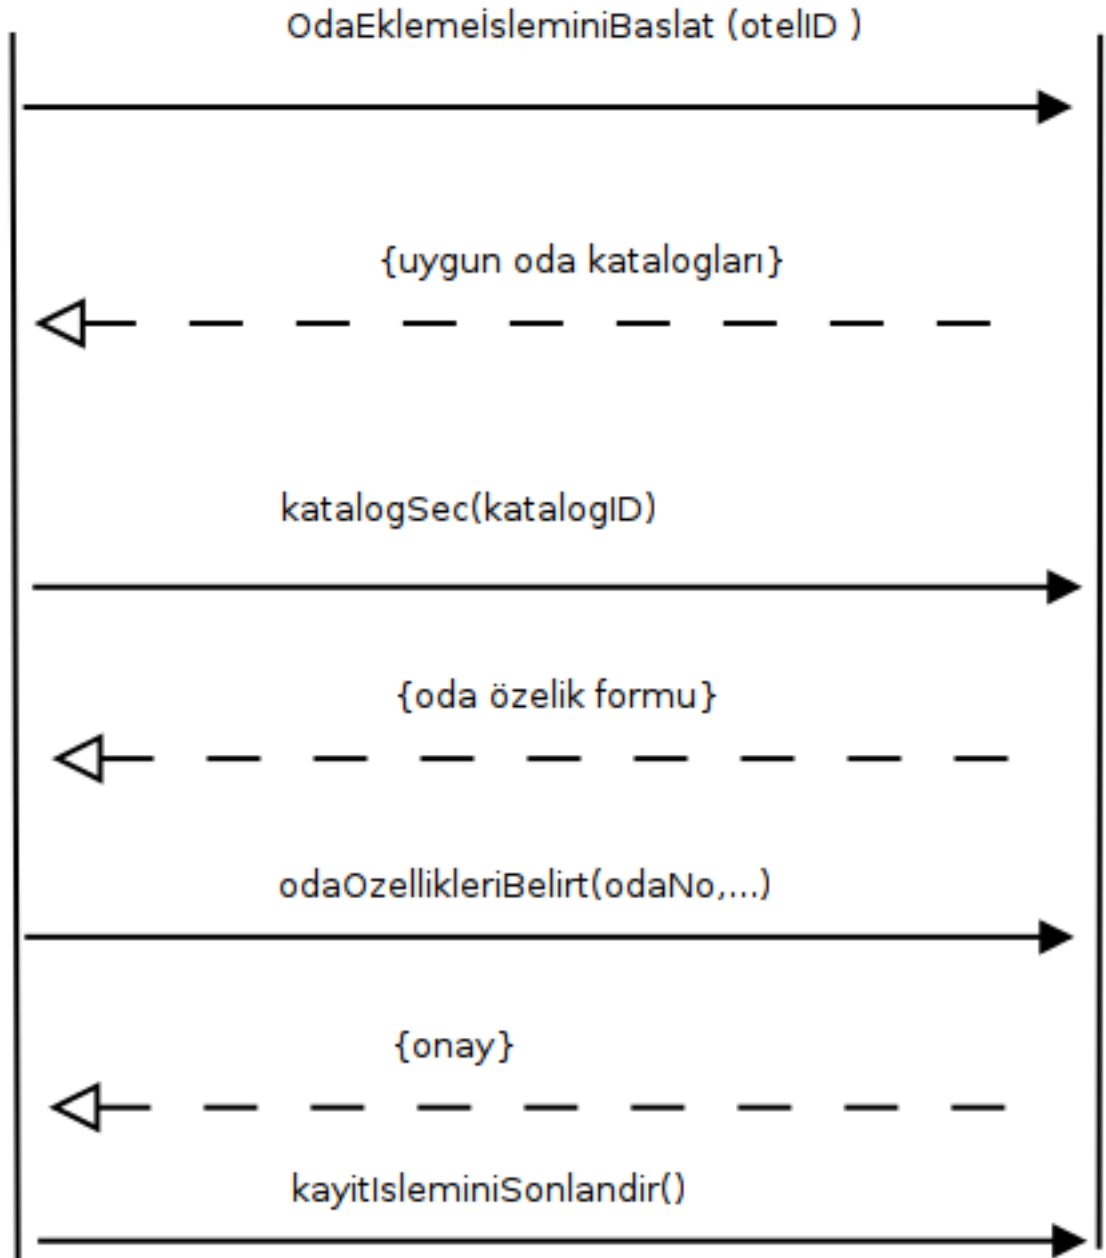 OdaEklemeİsleminiBaslat (otelID )
{uygun oda katalogları}
katalogSec(katalogID)
{oda özelik formu}
odaOzellikleriBelirt(odaNo,...)
{onay}
kayitIsleminiSonlandir()